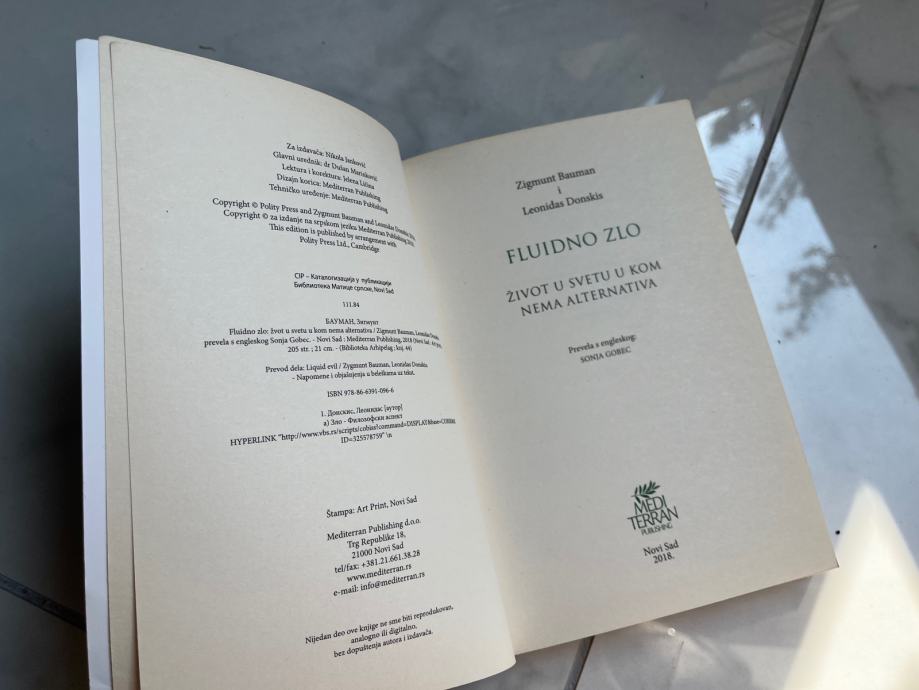 Za izdavača: Nikola Janković
Glavni urednik: dr Dušan Marinković
Lektura i korektura: Jelena Ličina
Dizajn korica: Mediterran Publishing
Tehničko uređenje: Mediterran Publishing
Copyright © Polity Press and Zygmunt Bauman and Leonidas Donskis
Copyright © za izdanje na srpskom jeziku Mediterran Publishing
This edition is published by arrangement with
Polity Press Ltd., Cambridge
CIP – Каталогизација у публикацији
Библиотека Матице српске, Novi Sad
111.84
БАУМАН, Зигмунт
Fluidno zlo: žvot u svetu u kom nema alternativa / Zigmunt Bauman, Leonidas
prevela s engleskog Sonja Gobec. - Novi Sad : Mediterran Publishing, 2018 (Novi Sad :
205 str. ; 21 cm. - (Biblioteka Arhipelag ; knj. 44)
Prevod dela: Liquid evil / Zygmunt Bauman, Leonidas Donskis
- Napomene i objašnjenja u beleškama uz tekst.
ISBN 978-86-6391-096-6
1. Донскис, Леонидас [аутор]
a) Зло - Филозофски аспект
HYPERLINK "http://www.vbs.rs/scripts/cobiss?command=DISPLAY&base=COBIB&
ID=325578759" \n
Štampa: Art Print, Novi Sad
Mediterran Publishing d.o.o.
Trg Republike 18,
21000 Novi Sad
tel/fax: +381.21.661.38.28
www.mediterran.rs
e-mail: info@mediterran.rs
Nijedan deo ove knjige ne sme biti reprodukovan,
analogno ili digitalno,
bez dopuštenja autora i izdavača.
Zigmunt Bauman
i
Leonidas Donskis
FLUIDNO ZLO
ŽIVOT U SVETU U KOM
NEMA ALTERNATIVA
Prevela s engleskog:
SONJA GOBEC
MEDI
TERRAN
PUBLISHING
Novi Sad
2018.